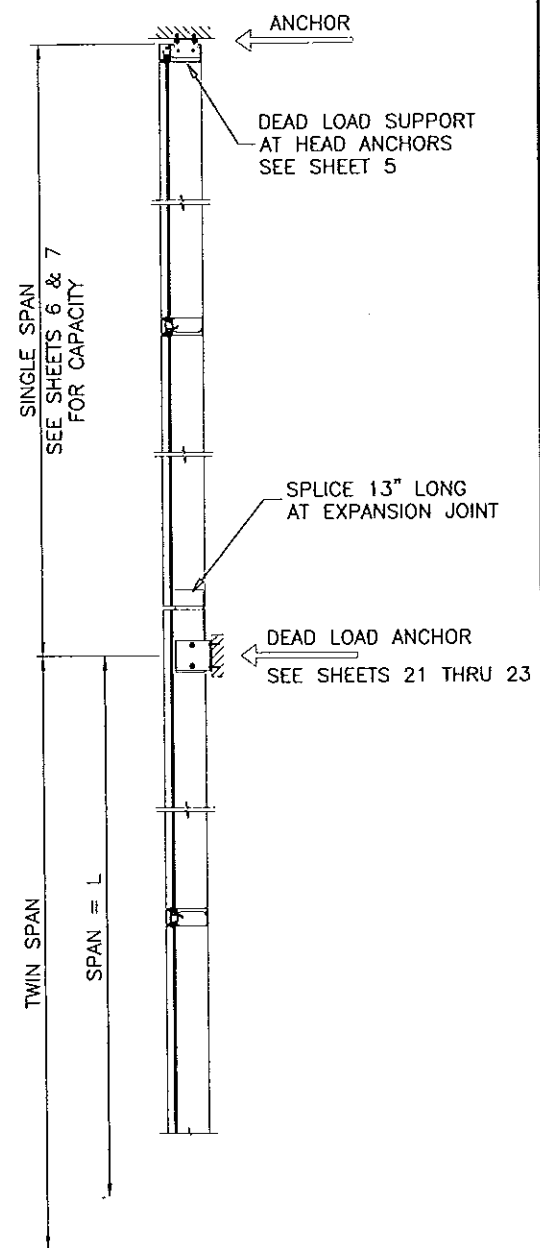 ANCHOR
DEAD LOAD SUPPORT
AT HEAD ANCHORS
SEE SHEET 5
SINGLE SPAN
SEE SHEETS 6 & 7
FOR CAPACITY
SPLICE 13" LONG
AT EXPANSION JOINT
DEAD LOAD ANCHOR
SEE SHEETS 21 THRU 23
TWIN SPAN
SPAN = L